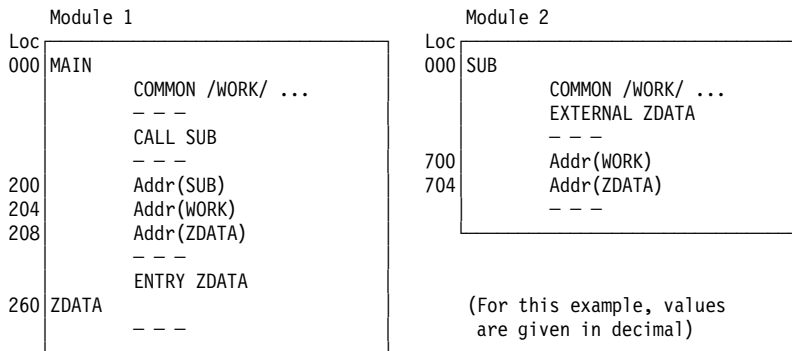 Module 1
Loc
000 MAIN
COMMON /WORK/ ...
— — —
CALL SUB
— — —
200 Addr(SUB)
204 Addr(WORK)
208 Addr(ZDATA)
— — —
ENTRY ZDATA
260 ZDATA
— — —
Module 2
Loc
000 SUB
COMMON /WORK/ ...
EXTERNAL ZDATA
— — —
700 Addr(WORK)
704 Addr(ZDATA)
— — —
(For this example, values
are given in decimal)